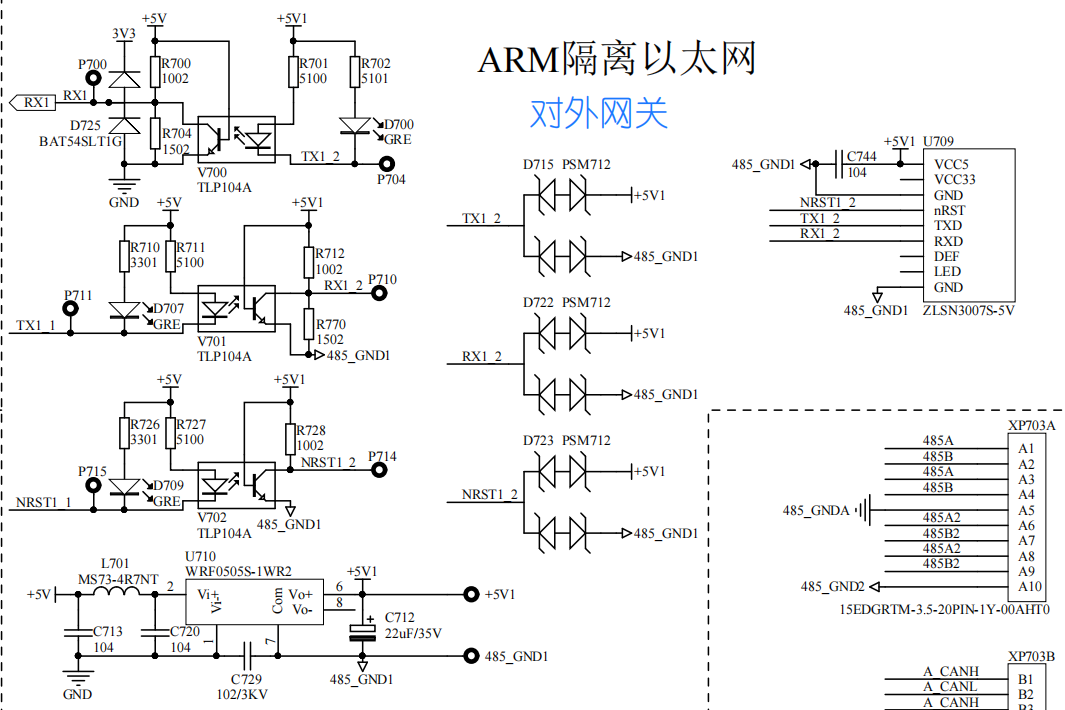 ARM隔离以太网
对外网关
+5V
+5V1
3V3
P700
R700
1002
R701
5100
R702
5101
RX1
RX1
D725
BAT54SLT1G
R704
1502
D700
GRE
TX1_2
P704
V700
TLP104A
GND
+5V
+5V1
R710
3301
R711
5100
R712
1002
RX1_2
P710
P711
D707
GRE
TX1_1
R770
1502
V701
TLP104A
485_GND1
+5V
+5V1
R726
3301
R727
5100
R728
1002
NRST1_2
P714
P715
D709
GRE
NRST1_1
V702
TLP104A
485_GND1
L701
MS73-4R7NT
U710
WRF0505S-1WR2
+5V
2
Vi+
Vi-
Com
Vo+
Vo-
6
8
+5V1
+5V1
C713
104
C720
104
1
7
C712
22uF/35V
+
485_GND1
GND
C729
102/3KV
485_GND1
D715 PSM712
TX1_2
+5V1
485_GND1
D722 PSM712
RX1_2
+5V1
485_GND1
D723 PSM712
NRST1_2
+5V1
485_GND1
+5V1
U709
485_GND1
C744
104
VCC5
VCC33
GND
NRST1_2
nRST
TX1_2
TXD
RX1_2
RXD
DEF
LED
GND
485_GND1
ZLSN3007S-5V
XP703A
485A
A1
485B
A2
485A
A3
485B
A4
485_GNDA
A5
485A2
A6
485B2
A7
485A2
A8
485B2
A9
485_GND2
A10
15EDGRTM-3.5-20PIN-1Y-00AHT0
XP703B
A_CANH
B1
A_CANL
B2
A_CANH
B3